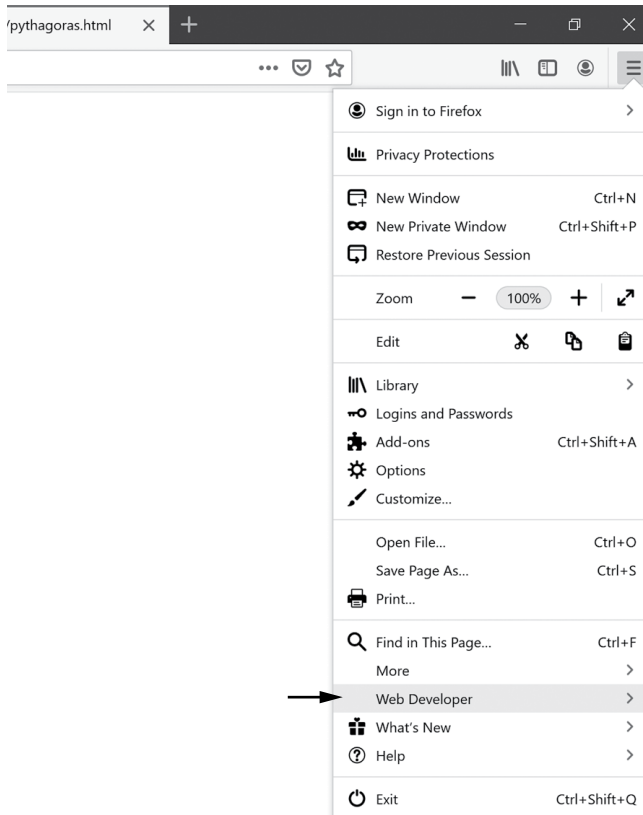 /pythagoras.html
Sign in to Firefox
Privacy Protections
New Window Ctrl+N
New Private Window Ctrl+Shift+P
Restore Previous Session
Zoom 100%
Edit
Library
Logins and Passwords
Add-ons Ctrl+Shift+A
Options
Customize...
Open File... Ctrl+O
Save Page As... Ctrl+S
Print...
Find in This Page... Ctrl+F
More
Web Developer
What's New
Help
Exit Ctrl+Shift+Q